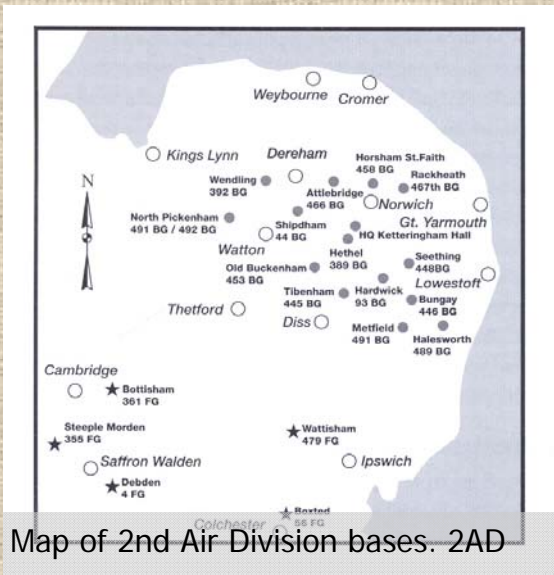 Weybourne
Cromer
Kings Lynn
Dereham
Horsham St.Faith
458 BG
Rackheath
467th BG
Wendling
392 BG
Attlebridge
466 BG
Norwich
N
North Pickenham
491 BG / 492 BG
Shipdham
44 BG
Gt. Yarmouth
HQ Ketteringham Hall
Watton
Hethel
389 BG
Seething
448BG
Old Buckenham
453 BG
Lowestoft
Tibenham
445 BG
Hardwick
93 BG
Bungay
446 BG
Thetford
Diss
Metfield
491 BG
Halesworth
489 BG
Cambridge
Bottisham
361 FG
Steeple Morden
355 FG
Wattisham
479 FG
Saffron Walden
Ipswich
Debden
4 FG
Boxted
56 FG
Colchester
Map of 2nd Air Division bases. 2AD